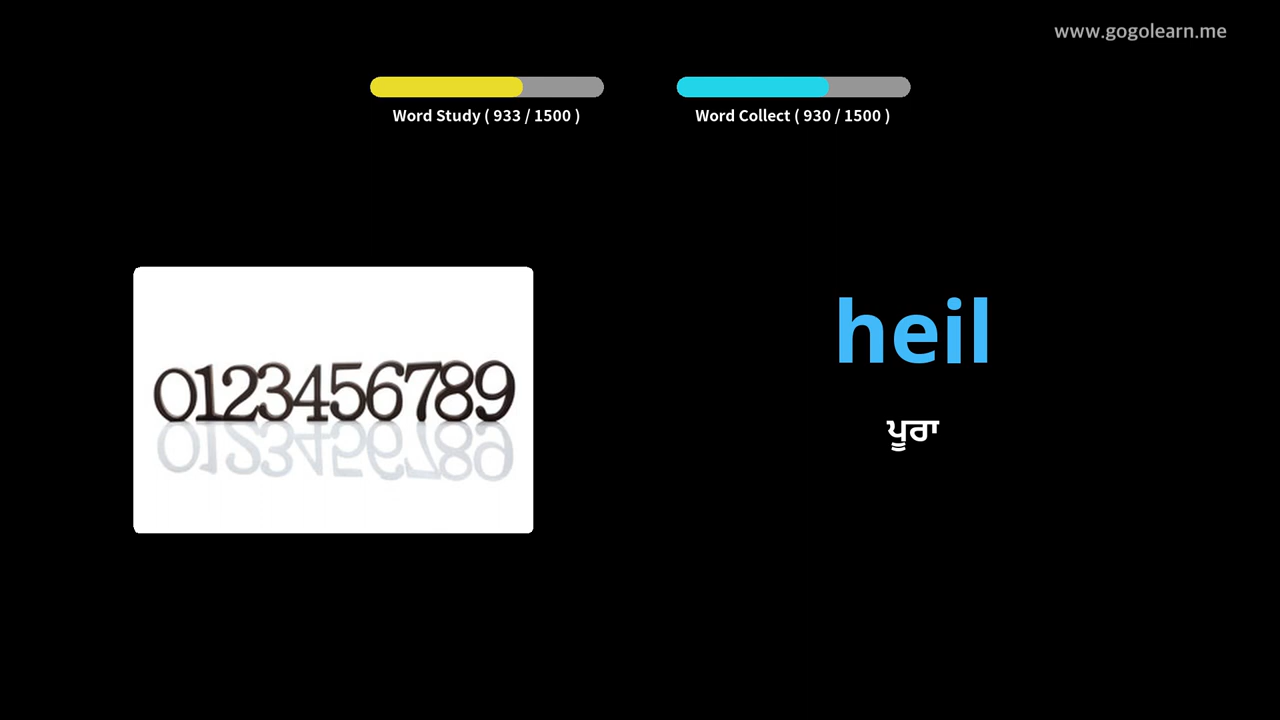 www.gogolearn.me
Word Study ( 933 / 1500 )
Word Collect ( 930 / 1500 )
0123456789
heil
ਪੂਰਾ